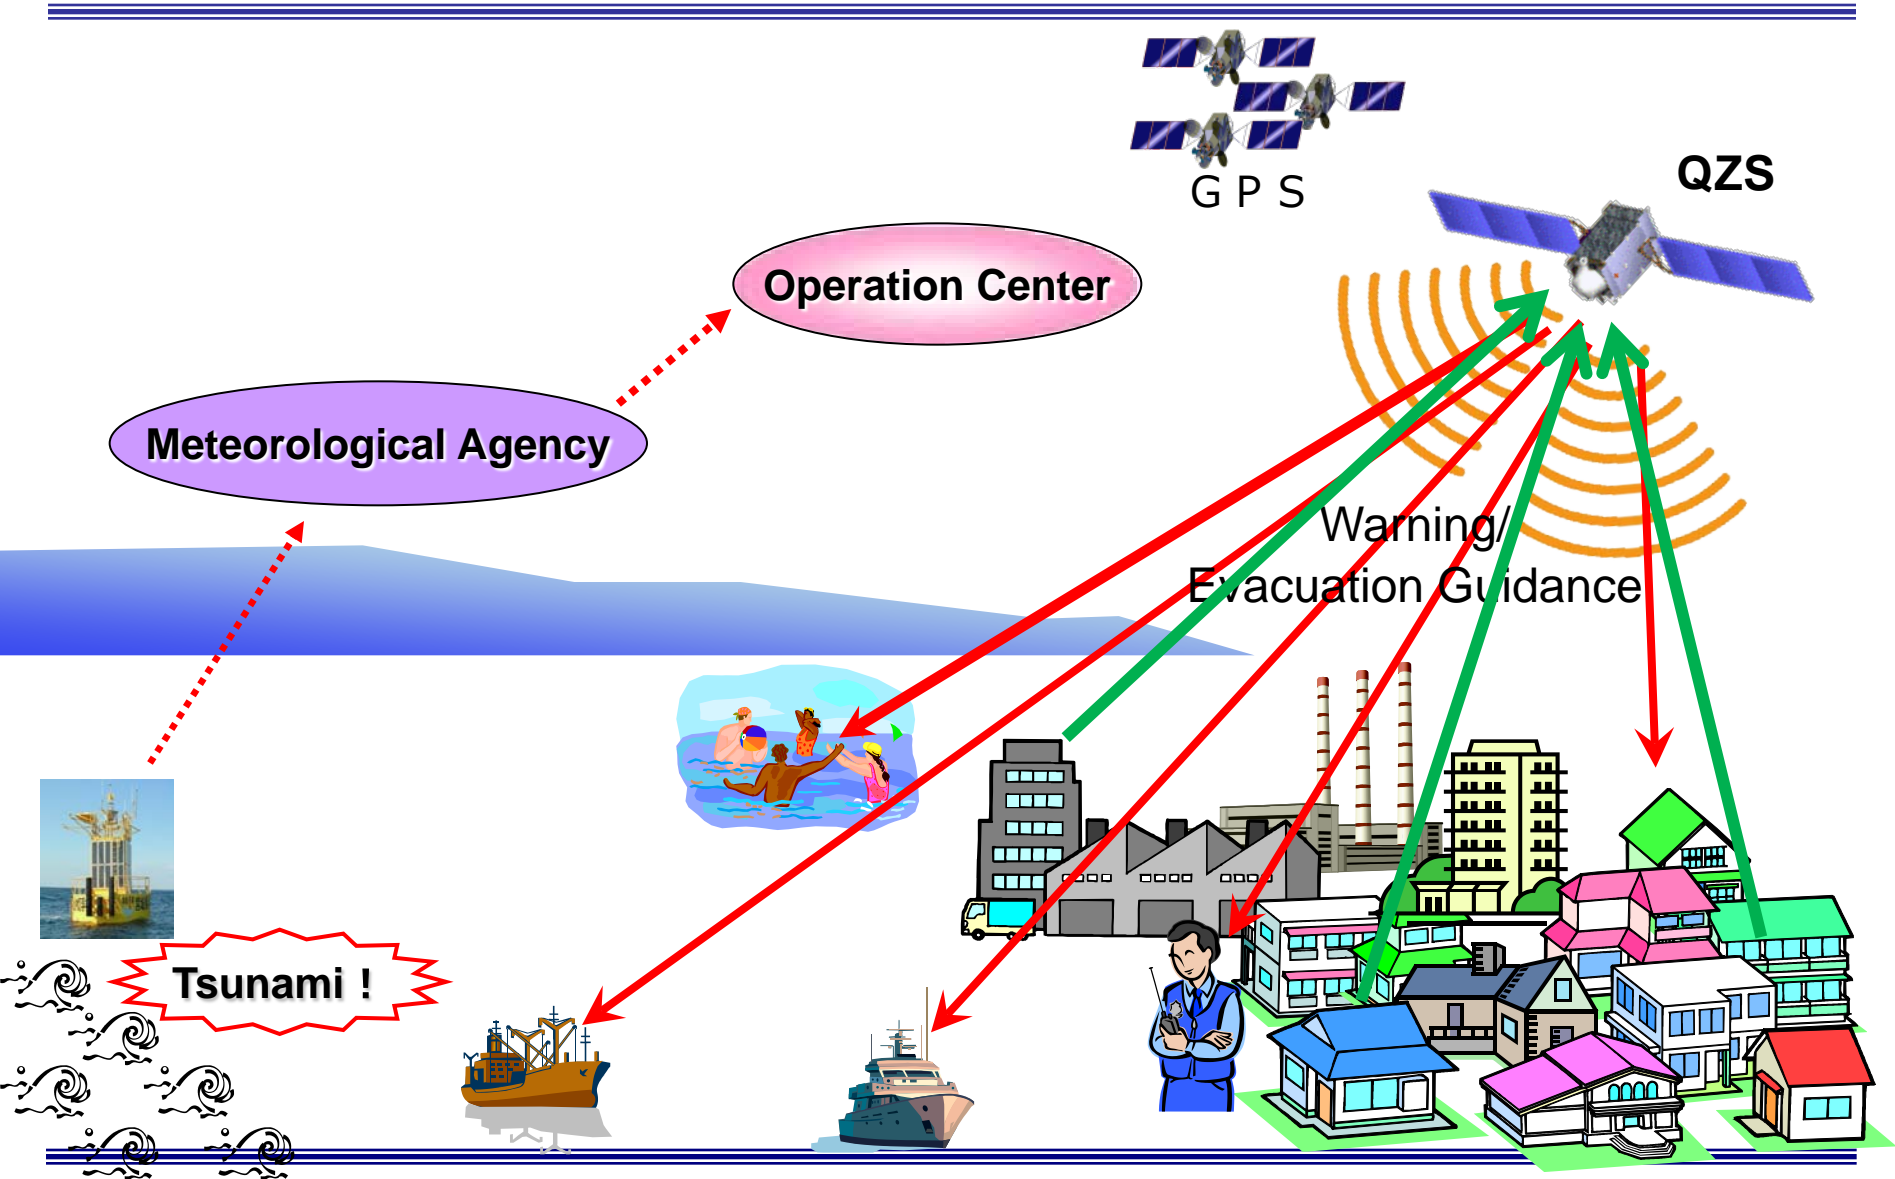 G P S
QZS
Operation Center
Meteorological Agency
Warning/
Evacuation Guidance
Tsunami !